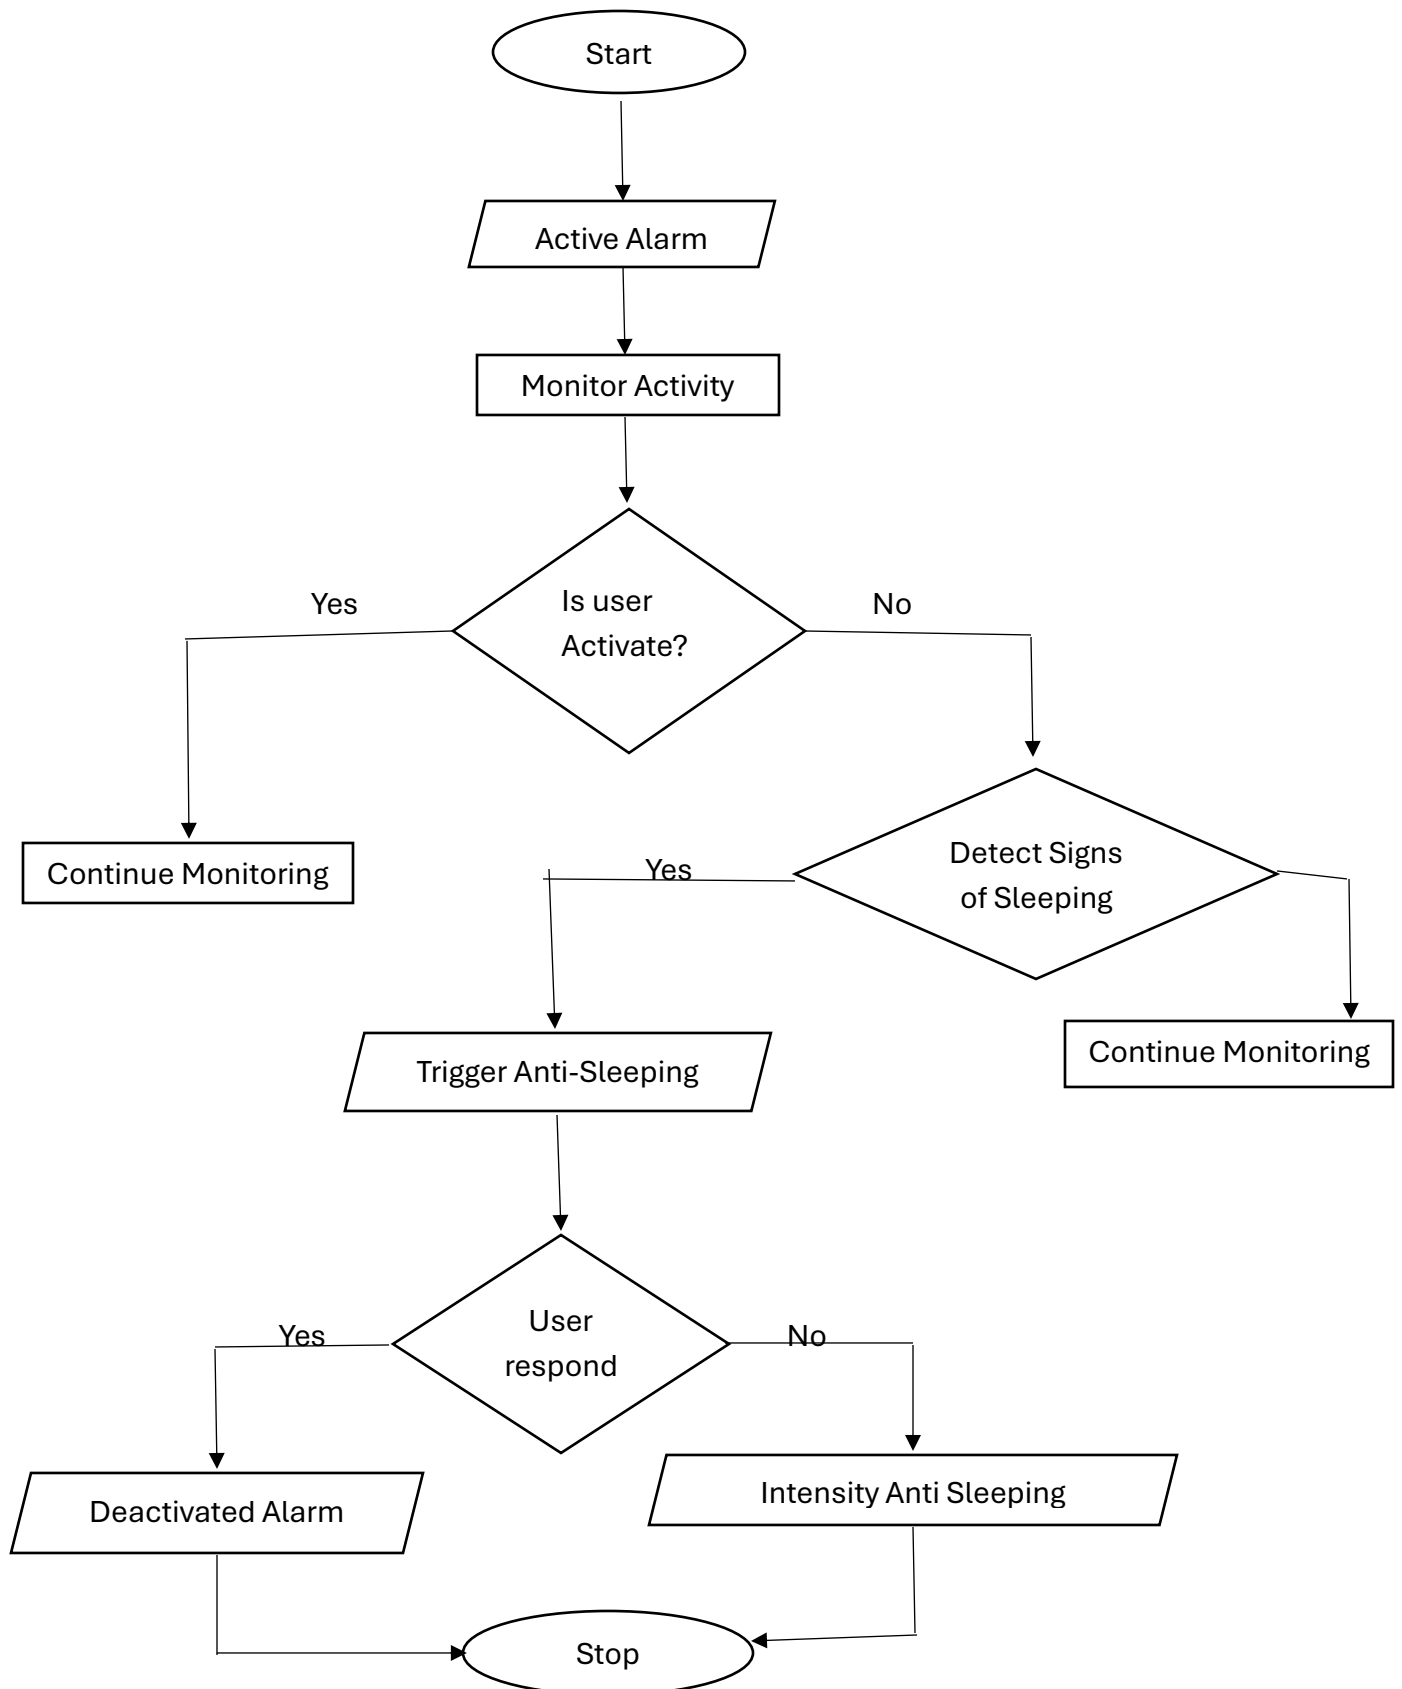 Start
Active Alarm
Monitor Activity
Is user
Activate?
Yes
No
Continue Monitoring
Detect Signs
of Sleeping
Yes
Continue Monitoring
Trigger Anti-Sleeping
User
respond
Yes
No
Deactivated Alarm
Intensity Anti Sleeping
Stop